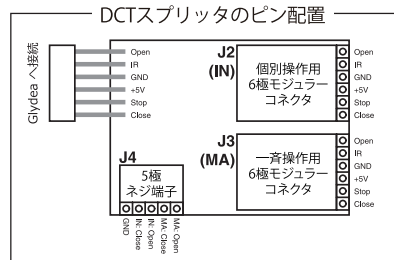 DCTスプリッタのピン配置
Glydea へ接続
Open
IR
GND
+5V
Stop
Close
J2
(IN)
個別操作用
6極モジュラー
コネクタ
Open
IR
GND
+5V
Stop
Close
J3
(MA)
一斉操作用
6極モジュラー
コネクタ
Open
IR
GND
+5V
Stop
Close
J4
5極
ネジ端子
GND
IN: Close
IN: Open
MA: Close
MA: Open